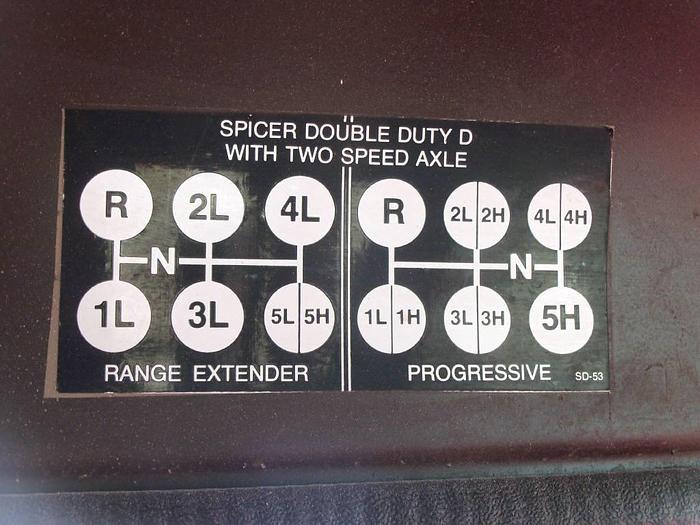 SPICER DOUBLE DUTY D
WITH TWO SPEED AXLE
R 2L 4L
N
1L 3L 5L 5H
RANGE EXTENDER
R 2L 2H 4L 4H
N
1L 1H 3L 3H 5H
PROGRESSIVE
SD-53